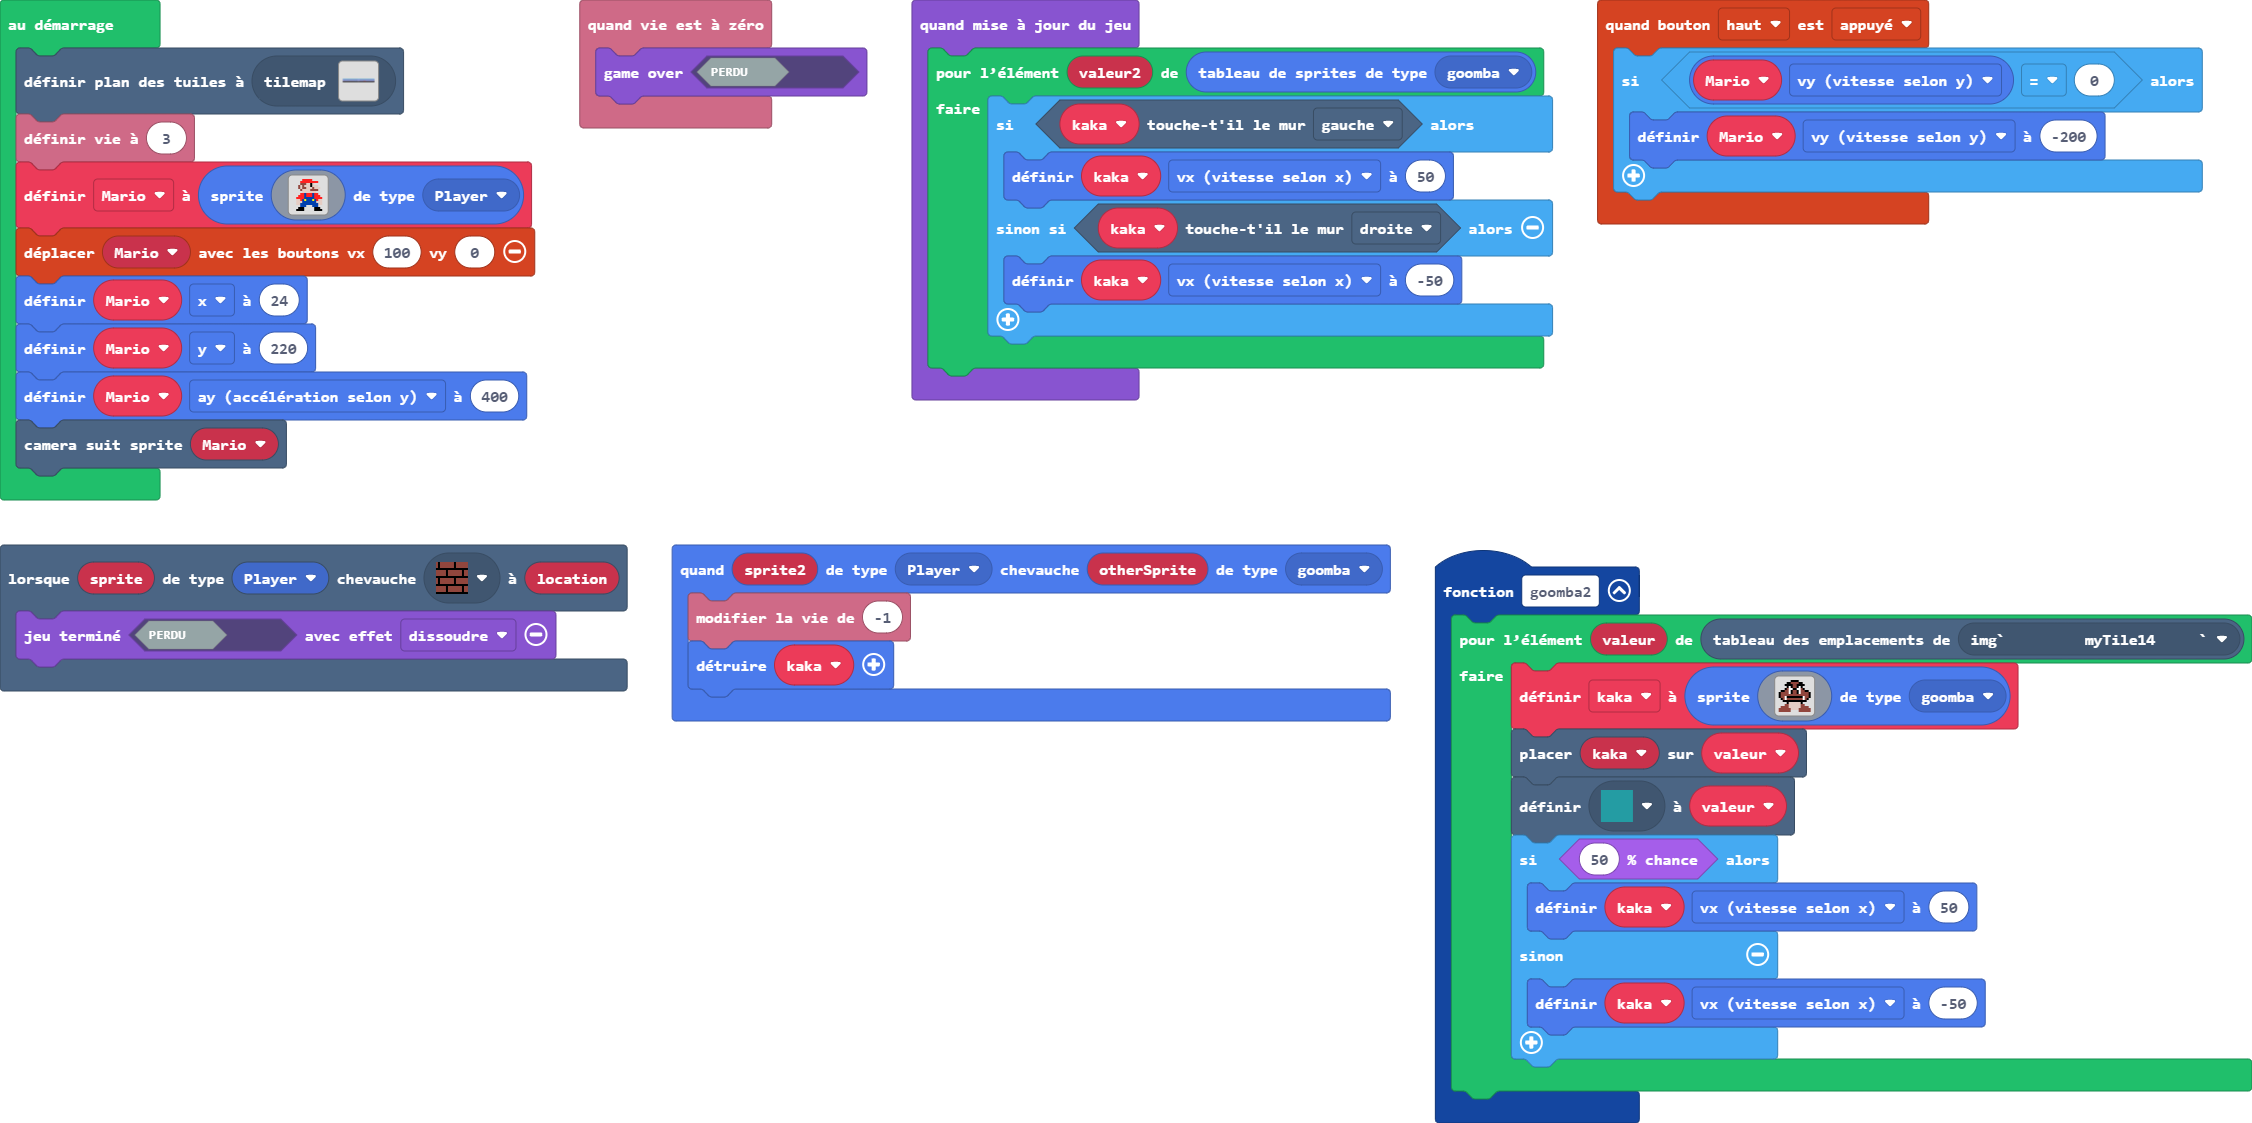 au démarrage
définir plan des tuiles à tilemap
définir vie à 3
définir Mario à sprite de type Player
déplacer Mario avec les boutons vx 100 vy 0
définir Mario x à 24
définir Mario y à 220
définir Mario ay (accélération selon y) à 400
camera suit sprite Mario
quand vie est à zéro
game over PERDU
quand mise à jour du jeu
pour l’élément valeur2 de tableau de sprites de type goomba
faire
si kaka touche-t'il le mur gauche alors
définir kaka vx (vitesse selon x) à 50
sinon si kaka touche-t'il le mur droite alors
définir kaka vx (vitesse selon x) à -50
quand bouton haut est appuyé
si Mario vy (vitesse selon y) = 0 alors
définir Mario vy (vitesse selon y) à -200
lorsque sprite de type Player chevauche à location
jeu terminé PERDU avec effet dissoudre
quand sprite2 de type Player chevauche otherSprite de type goomba
modifier la vie de -1
détruire kaka
fonction goomba2
pour l’élément valeur de tableau des emplacements de img` myTile14 `
faire
définir kaka à sprite de type goomba
placer kaka sur valeur
définir à valeur
si 50 % chance alors
définir kaka vx (vitesse selon x) à 50
sinon
définir kaka vx (vitesse selon x) à -50